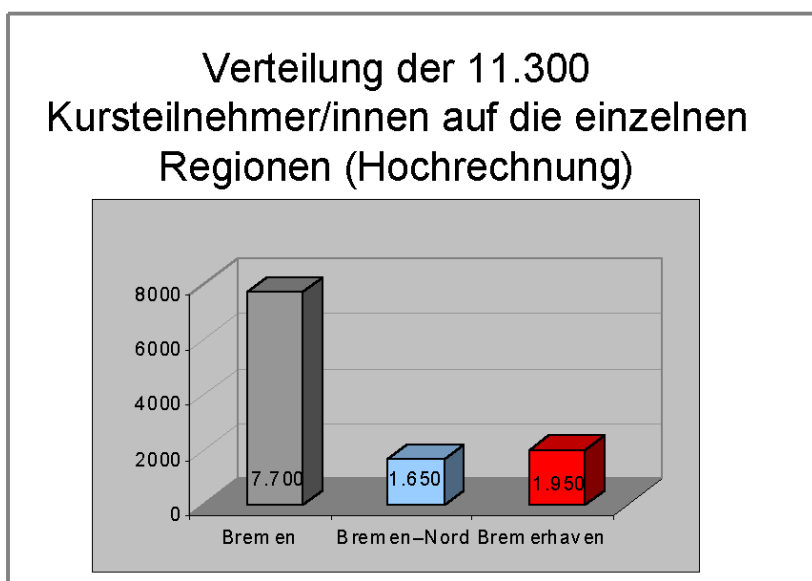 Verteilung der 11.300
Kursteilnehmer/innen auf die einzelnen
Regionen (Hochrechnung)
8000
6000
4000
2000
0
7.700
1.650
1.950
Bremen
Bremen–Nord
Bremerhaven